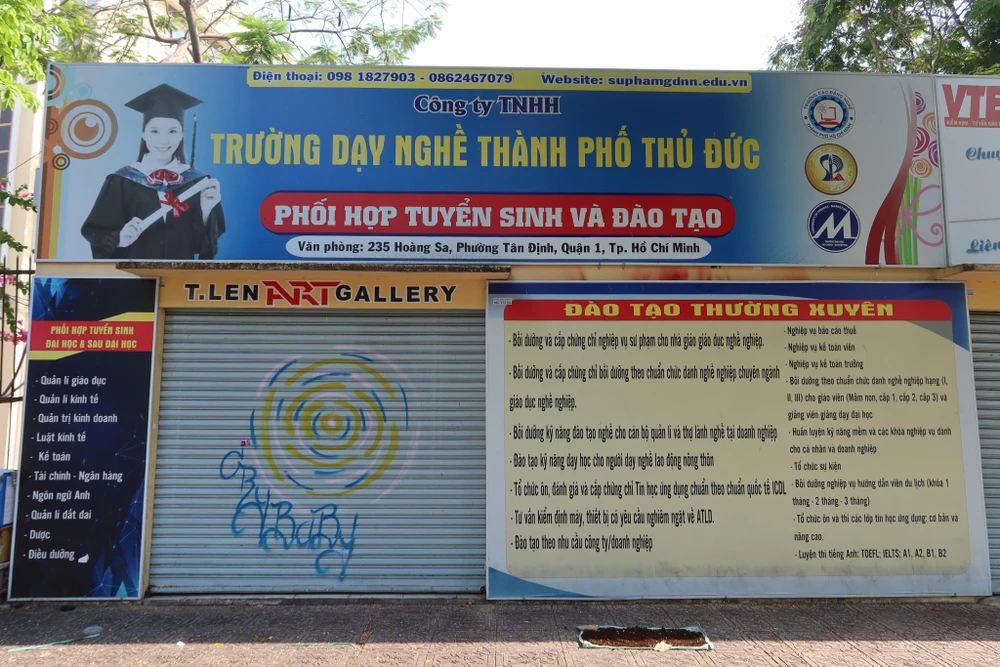 Điện thoại: 098 1827903 - 0862467079 Website: suphamgdnn.edu.vn
Công ty TNHH
TRƯỜNG DẠY NGHỀ THÀNH PHỐ THỦ ĐỨC
PHỐI HỢP TUYỂN SINH VÀ ĐÀO TẠO
Văn phòng: 235 Hoàng Sa, Phường Tân Định, Quận 1, Tp. Hồ Chí Minh
VTE
Chu
Liên
T.LEN ART GALLERY
PHỐI HỢP TUYỂN SINH
ĐẠI HỌC & SAU ĐẠI HỌC
- Quản lí giáo dục
- Quản lí kinh tế
- Quản trị kinh doanh
- Luật kinh tế
- Kế toán
- Tài chính - Ngân hàng
- Ngôn ngữ Anh
- Quản lí đất đai
- Dược
- Điều dưỡng
CRY BABY
ĐÀO TẠO THƯỜNG XUYÊN
- Bồi dưỡng và cấp chứng chỉ nghiệp vụ sư phạm cho nhà giáo giáo dục nghề nghiệp.
- Bồi dưỡng và cấp chứng chỉ bồi dưỡng theo chuẩn chức danh nghề nghiệp chuyên ngành
giáo dục nghề nghiệp.
- Bồi dưỡng kỹ năng đào tạo nghề cho cán bộ quản lí và thợ lành nghề tại doanh nghiệp
- Đào tạo kỹ năng dạy học cho người dạy nghề lao động nông thôn
- Tổ chức ôn, đánh giá và cấp chứng chỉ Tin học ứng dụng chuẩn theo chuẩn quốc tế ICDL
- Tư vấn kiểm định máy, thiết bị có yêu cầu nghiêm ngặt về ATLD.
- Đào tạo theo nhu cầu công ty/doanh nghiệp
- Nghiệp vụ báo cáo thuế
- Nghiệp vụ kế toán viên
- Nghiệp vụ kế toán trưởng
- Bồi dưỡng theo chuẩn chức danh nghề nghiệp hạng (I,
II, III) cho giáo viên (Mầm non, cấp 1, cấp 2, cấp 3) và
giảng viên giảng dạy đại học
- Huấn luyện kỹ năng mềm và các khóa nghiệp vụ dành
cho cá nhân và doanh nghiệp
- Tổ chức sự kiện
- Bồi dưỡng nghiệp vụ hướng dẫn viên du lịch (khóa 1
tháng - 2 tháng - 3 tháng)
- Tổ chức ôn và thi các lớp tin học ứng dụng: cơ bản và
nâng cao.
- Luyện thi tiếng Anh: TOEFL; IELTS; A1, A2, B1, B2